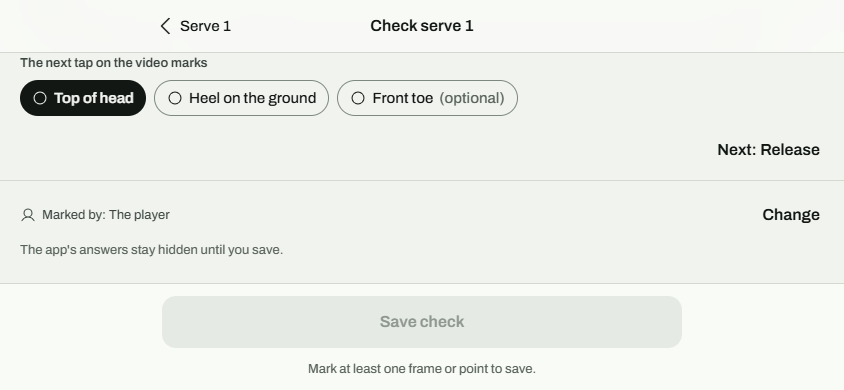 Serve 1
Check serve 1
The next tap on the video marks
Top of head
Heel on the ground
Front toe (optional)
Next: Release
Marked by: The player
Change
The app's answers stay hidden until you save.
Save check
Mark at least one frame or point to save.